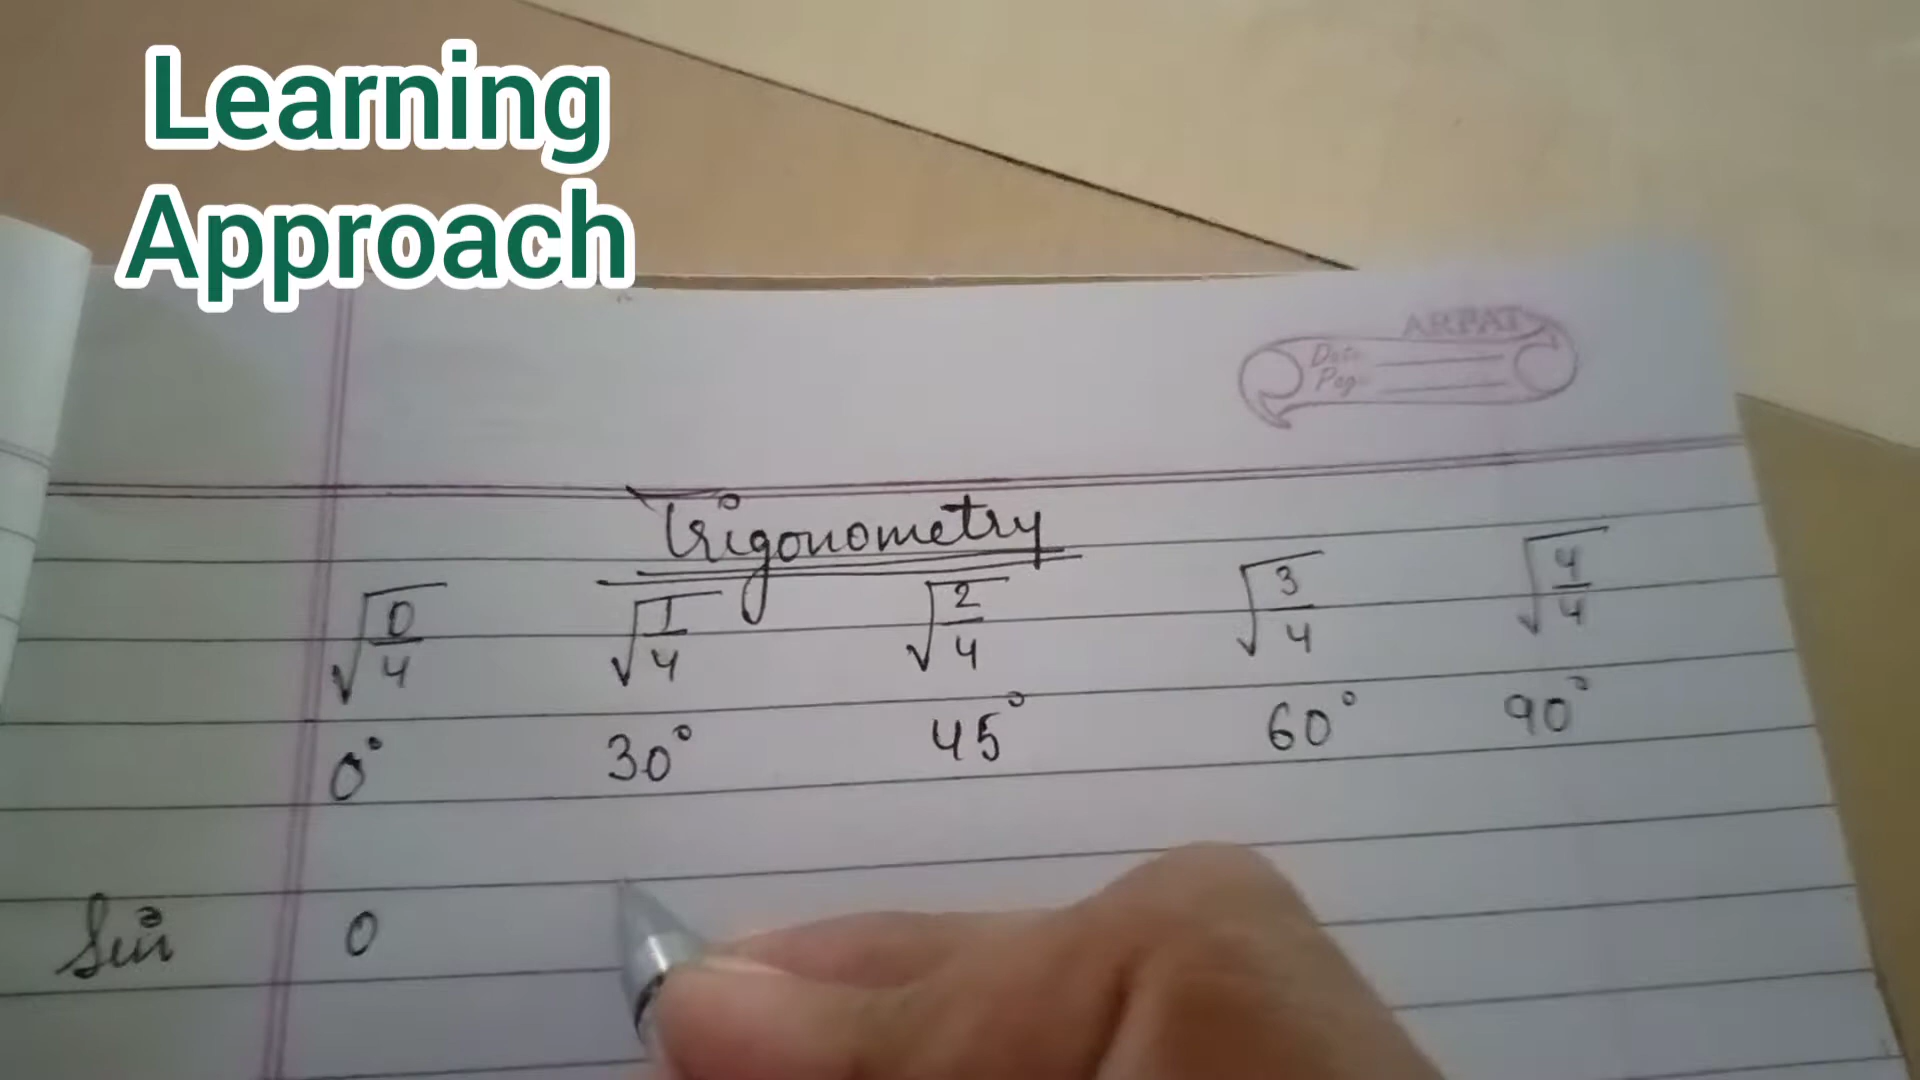 Learning
Approach
ARPAT
Date
Page
Trigonometry
√0/4 √1/4 √2/4 √3/4 √4/4
0° 30° 45° 60° 90°
Sin 0